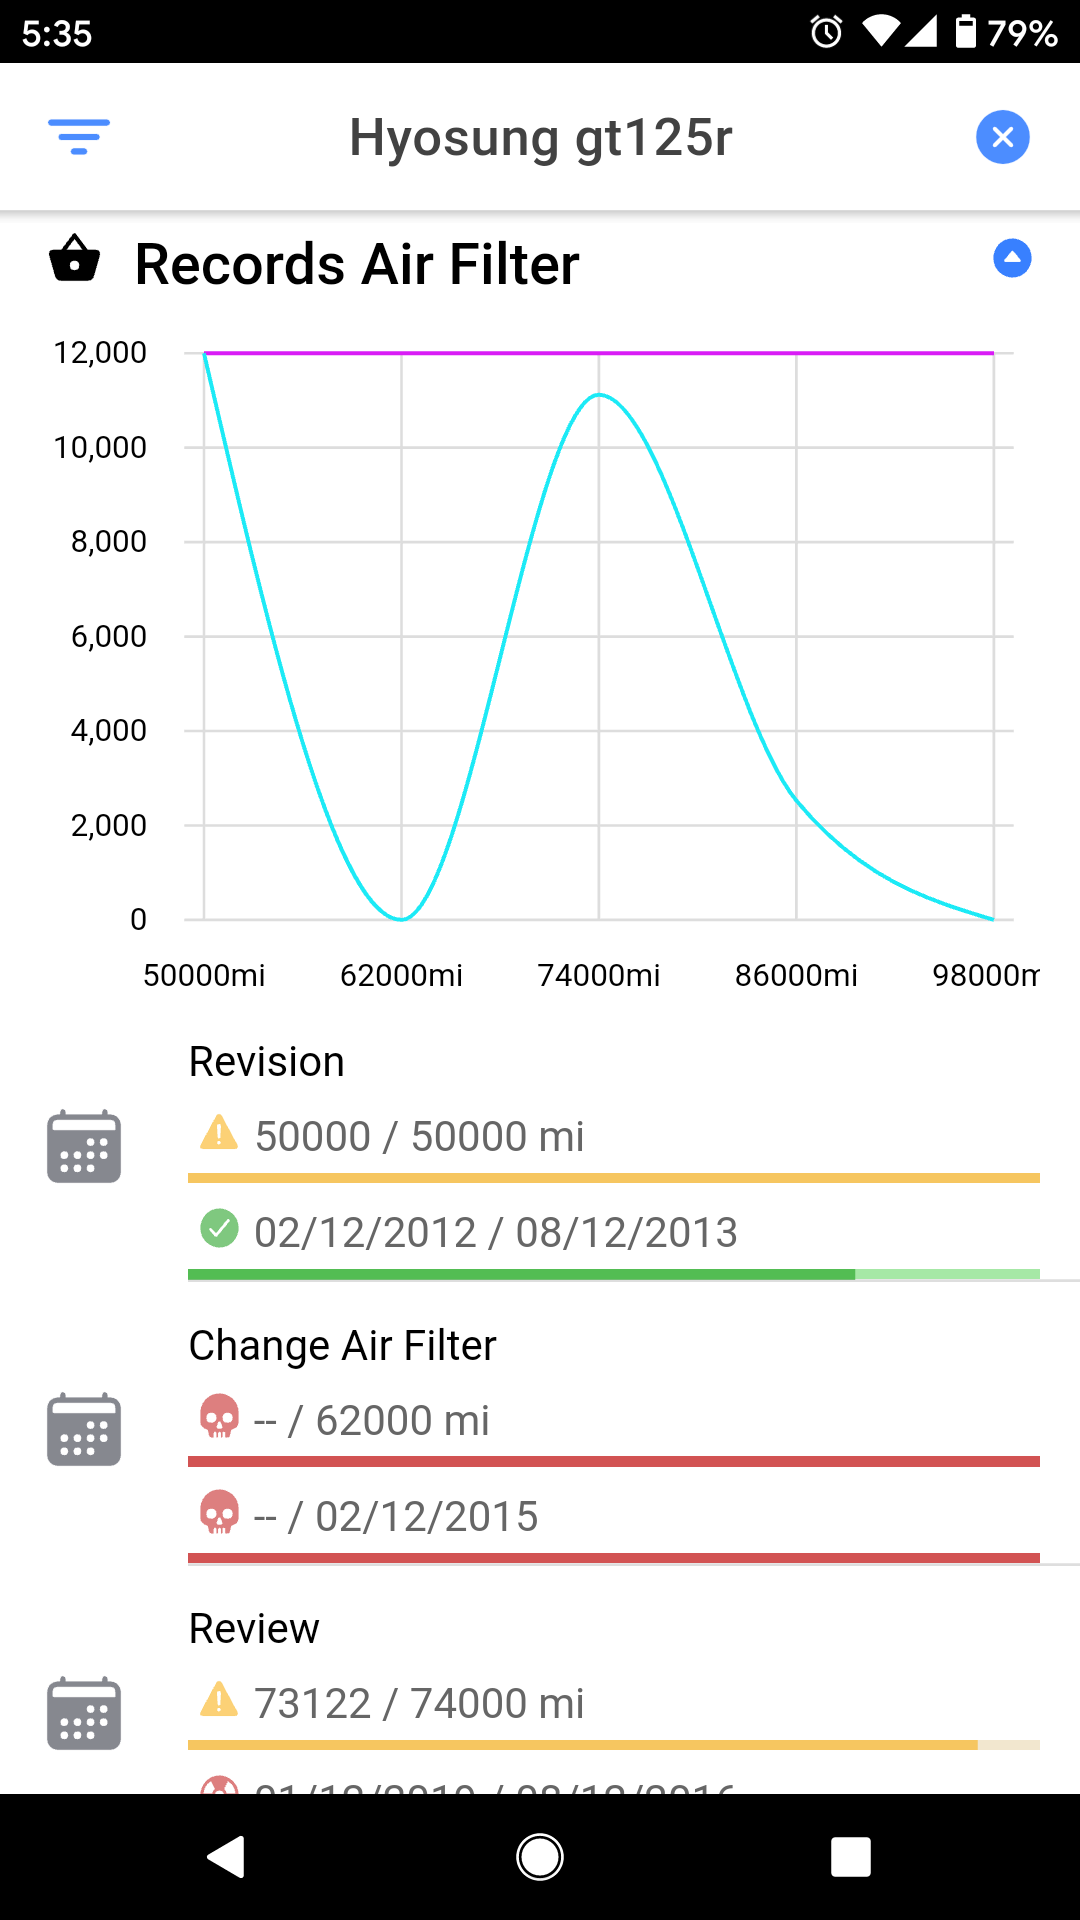 5:35
79%
Hyosung gt125r
Records Air Filter
12,000
10,000
8,000
6,000
4,000
2,000
0
50000mi 62000mi 74000mi 86000mi 98000m
Revision
50000 / 50000 mi
02/12/2012 / 08/12/2013
Change Air Filter
-- / 62000 mi
-- / 02/12/2015
Review
73122 / 74000 mi